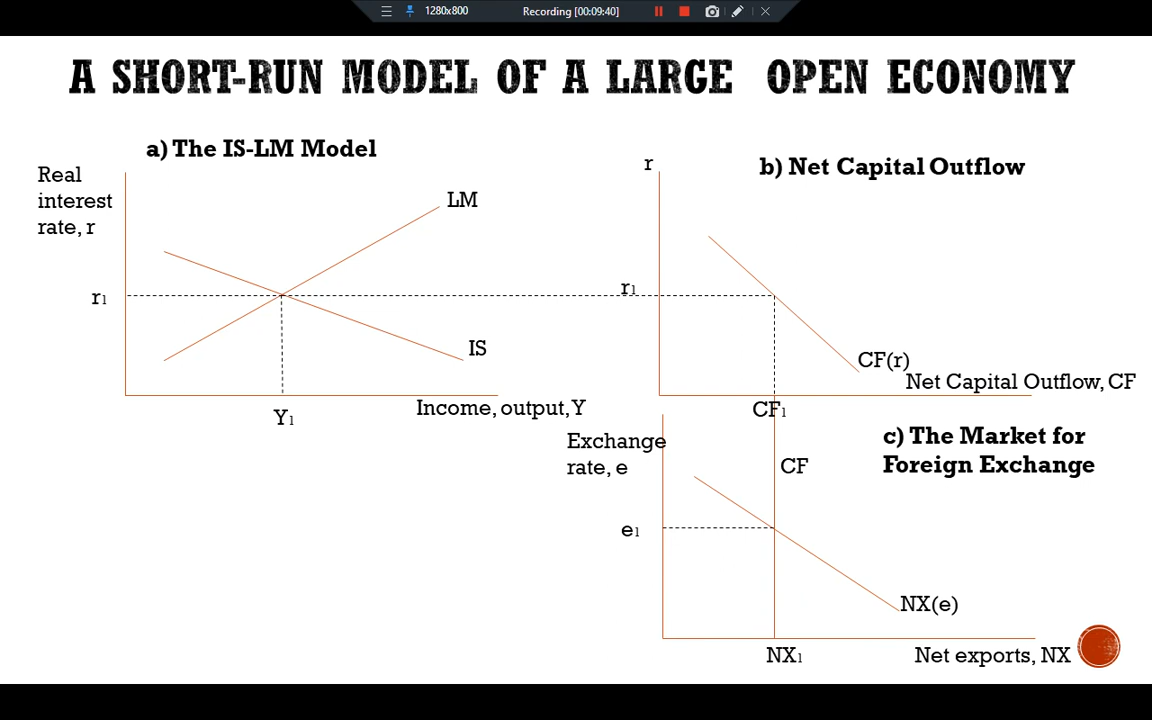 1280x800
Recording [00:09:40]
A SHORT-RUN MODEL OF A LARGE OPEN ECONOMY
a) The IS-LM Model
Real
interest
rate, r
LM
r1
IS
Y1
Income, output, Y
r
b) Net Capital Outflow
r1
CF(r)
Net Capital Outflow, CF
CF1
Exchange
rate, e
c) The Market for
Foreign Exchange
CF
e1
NX(e)
NX1
Net exports, NX